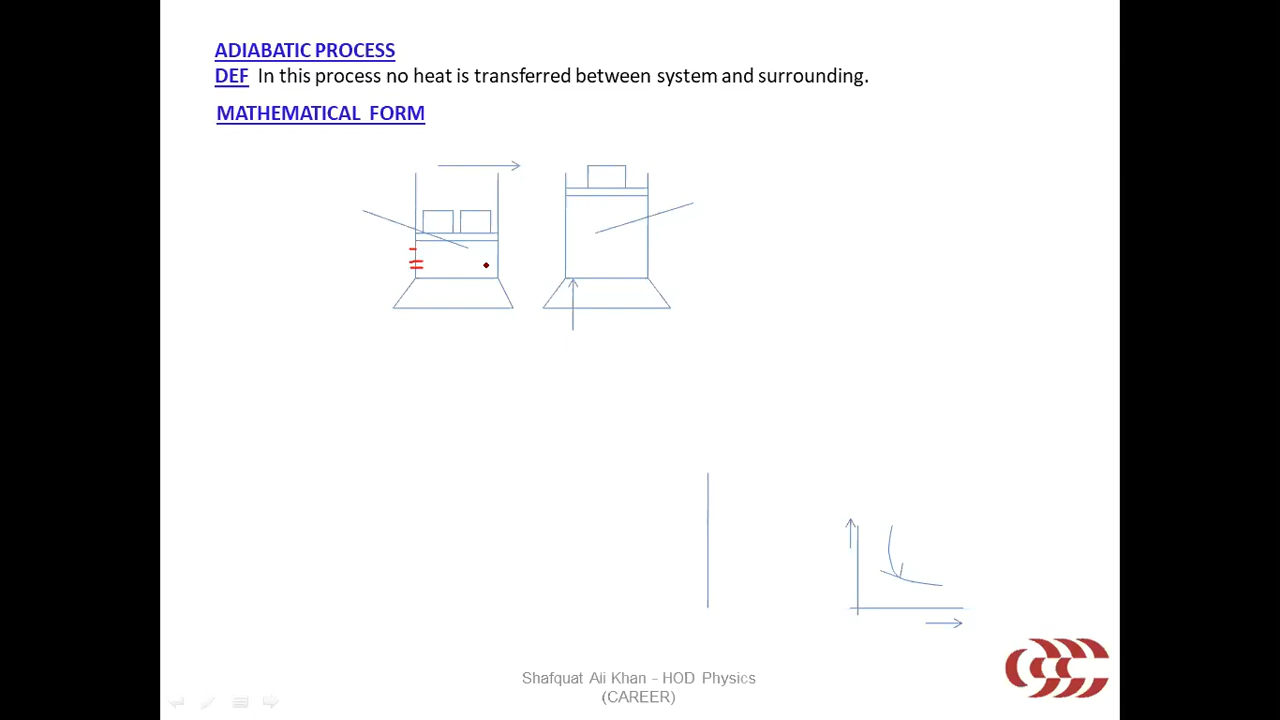 ADIABATIC PROCESS
DEF In this process no heat is transferred between system and surrounding.
MATHEMATICAL FORM
Shafquat Ali Khan - HOD Physics
(CAREER)